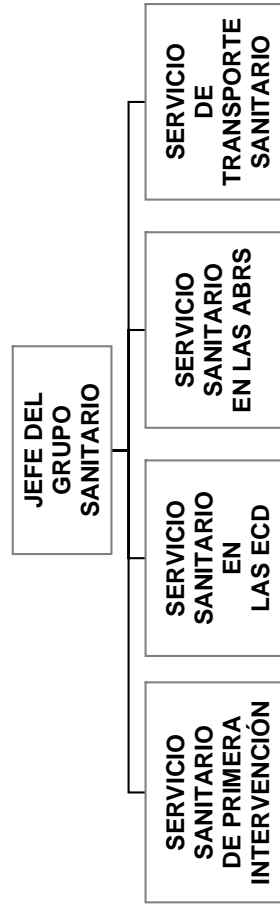 JEFE DEL
GRUPO
SANITARIO
SERVICIO
SANITARIO
DE PRIMERA
INTERVENCIÓN
SERVICIO
SANITARIO
EN
LAS ECD
SERVICIO
SANITARIO
EN LAS ABRS
SERVICIO
DE
TRANSPORTE
SANITARIO